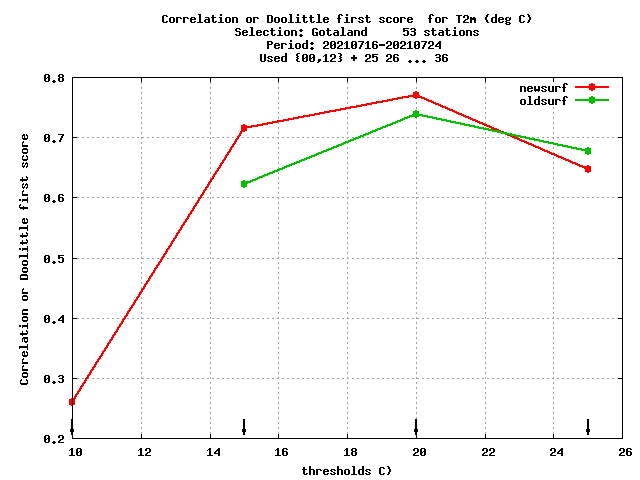 Correlation or Doolittle first score  for T2m (deg C)
Selection: Gotaland     53 stations
Period: 20210716-20210724
Used {00,12} + 25 26 ... 36
newsurf
oldsurf
Correlation or Doolittle first score
0.8
0.7
0.6
0.5
0.4
0.3
0.2
10 12 14 16 18 20 22 24 26
thresholds C)